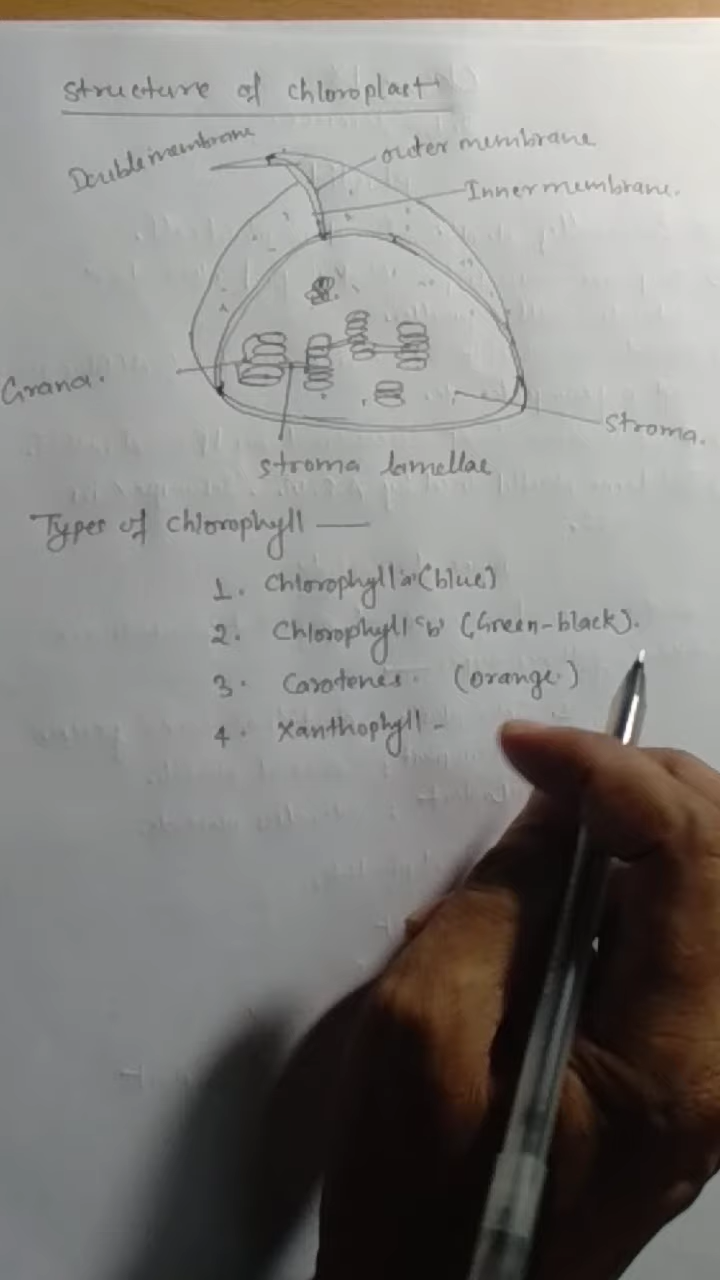 Structure of chloroplast
Double membrane
outer membrane
Inner membrane.
Grana.
Stroma.
stroma lamellae
Types of chlorophyll —
1. Chlorophyll 'a' (blue)
2. Chlorophyll 'b' (Green-black).
3. Carotenes. (orange.)
4. Xanthophyll -